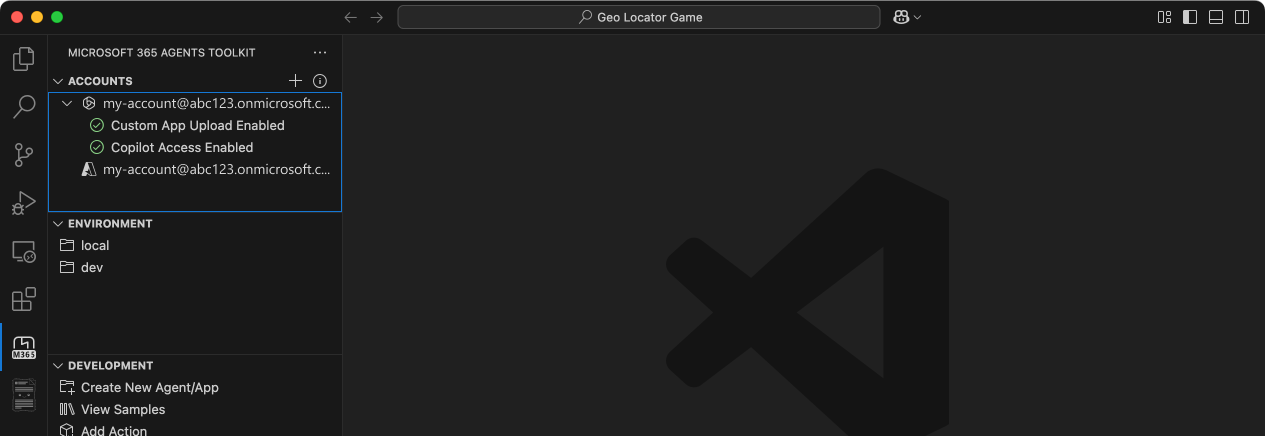 Geo Locator Game
MICROSOFT 365 AGENTS TOOLKIT
ACCOUNTS
my-account@abc123.onmicrosoft.c...
Custom App Upload Enabled
Copilot Access Enabled
my-account@abc123.onmicrosoft.c...
ENVIRONMENT
local
dev
M365
DEVELOPMENT
Create New Agent/App
View Samples
Add Action